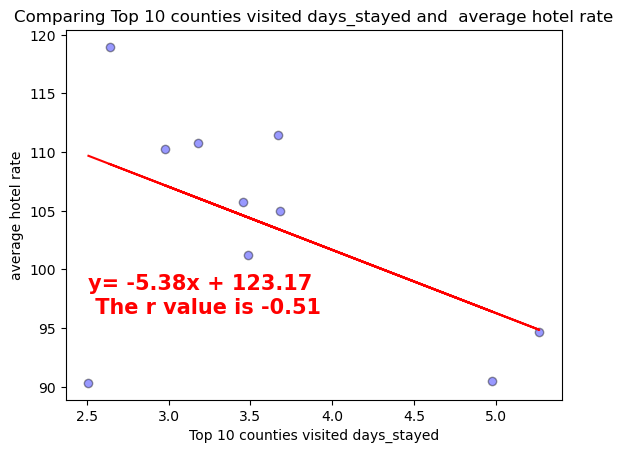 Comparing Top 10 counties visited days_stayed and  average hotel rate
120
115
110
105
100
95
90
average hotel rate
y= -5.38x + 123.17
The r value is -0.51
2.5 3.0 3.5 4.0 4.5 5.0
Top 10 counties visited days_stayed